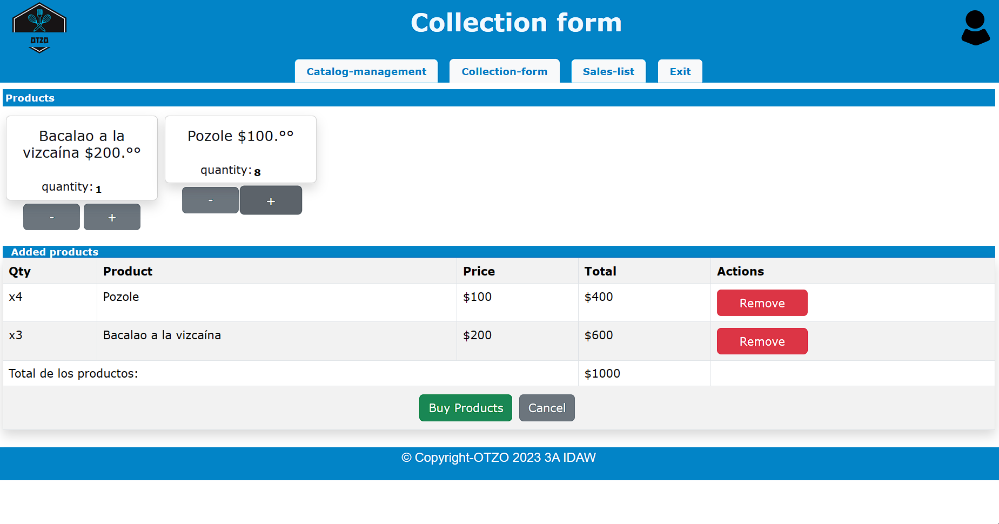 OTZO
Collection form
Catalog-management
Collection-form
Sales-list
Exit
Products
Bacalao a la
vizcaína $200.°°
quantity: 1
- +
Pozole $100.°°
quantity: 8
- +
Added products
Qty Product Price Total Actions
x4 Pozole $100 $400 Remove
x3 Bacalao a la vizcaína $200 $600 Remove
Total de los productos: $1000
Buy Products Cancel
© Copyright-OTZO 2023 3A IDAW